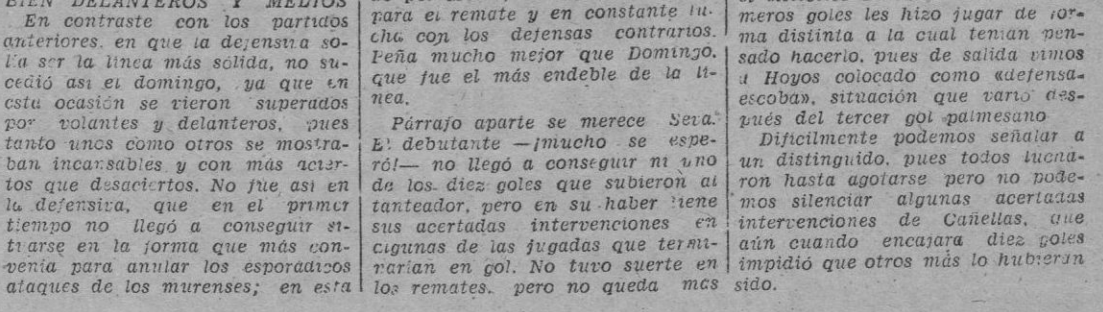 BIEN DELANTEROS Y MEDIOS
En contraste con los partidos
anteriores, en que la defensiva so-
lía ser la línea más sólida, no su-
cedió así el domingo, ya que en
esta ocasión se vieron superados
por volantes y delanteros, pues
tanto unos como otros se mostra-
ban incansables y con más acier-
tos que desaciertos. No fue así en
la defensiva, que en el primer
tiempo no llegó a conseguir si-
tuarse en la forma que más con-
venía para anular los esporádicos
ataques de los murenses; en esta
para el remate y en constante lu-
cha con los defensas contrarios.
Peña mucho mejor que Domingo,
que fue el más endeble de la lí-
nea.
Párrajo aparte se merece Seva.
El debutante —¡mucho se espe-
ró!— no llegó a conseguir ni uno
de los diez goles que subieron al
tanteador, pero en su haber tiene
sus acertadas intervenciones en
algunas de las jugadas que termi-
narían en gol. No tuvo suerte en
los remates, pero no queda mas
meros goles les hizo jugar de for-
ma distinta a la cual tenían pen-
sado hacerlo, pues de salida vimos
a Hoyos colocado como «defensa-
escoba», situación que varió des-
pués del tercer gol palmesano
Difícilmente podemos señalar a
un distinguido, pues todos lucha-
ron hasta agotarse pero no pode-
mos silenciar algunas acertadas
intervenciones de Cañellas, que
aún cuando encajara diez goles
impidió que otros más lo hubieran
sido.